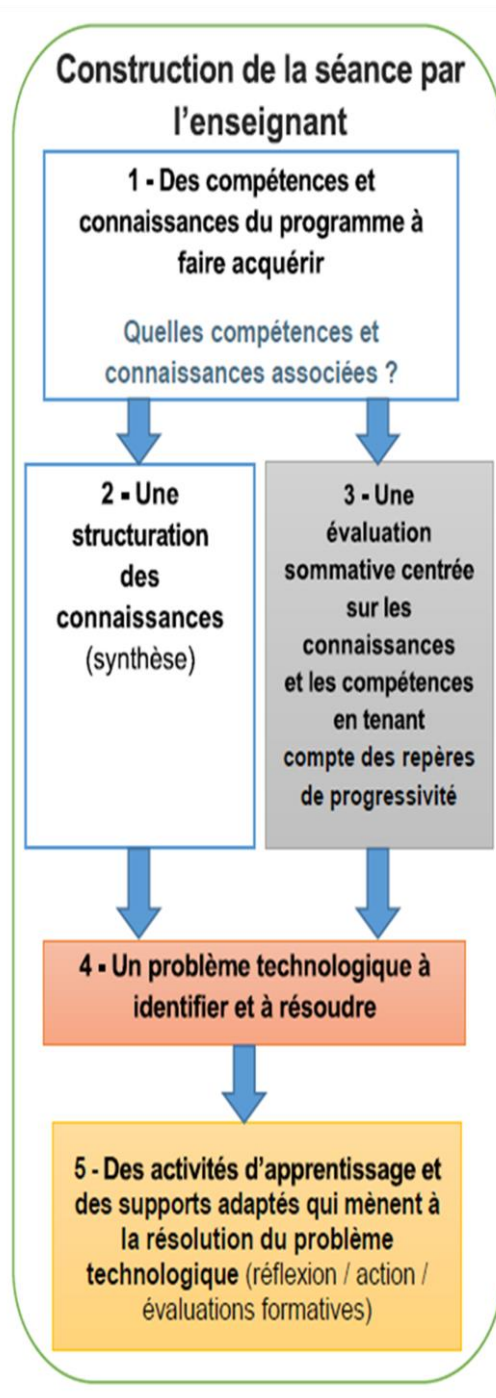 Construction de la séance par
l’enseignant
1 - Des compétences et
connaissances du programme à
faire acquérir
Quelles compétences et
connaissances associées ?
2 - Une
structuration
des
connaissances
(synthèse)
3 - Une
évaluation
sommative centrée
sur les
connaissances
et les compétences
en tenant
compte des repères
de progressivité
4 - Un problème technologique à
identifier et à résoudre
5 - Des activités d’apprentissage et
des supports adaptés qui mènent à
la résolution du problème
technologique (réflexion / action /
évaluations formatives)